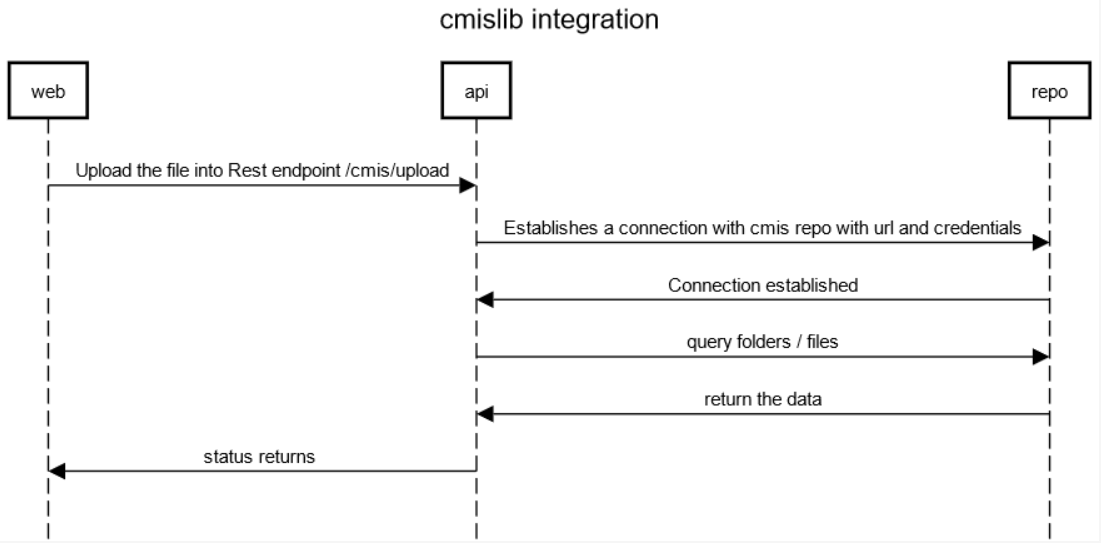 cmislib integration
web
api
repo
Upload the file into Rest endpoint /cmis/upload
Establishes a connection with cmis repo with url and credentials
Connection established
query folders / files
return the data
status returns